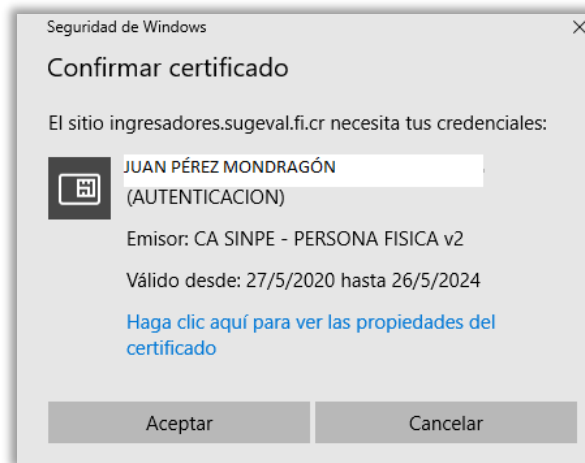 Seguridad de Windows
Confirmar certificado
El sitio ingresadores.sugeval.fi.cr necesita tus credenciales:
JUAN PÉREZ MONDRAGÓN
(AUTENTICACION)
Emisor: CA SINPE - PERSONA FISICA v2
Válido desde: 27/5/2020 hasta 26/5/2024
Haga clic aquí para ver las propiedades del
certificado
Aceptar
Cancelar